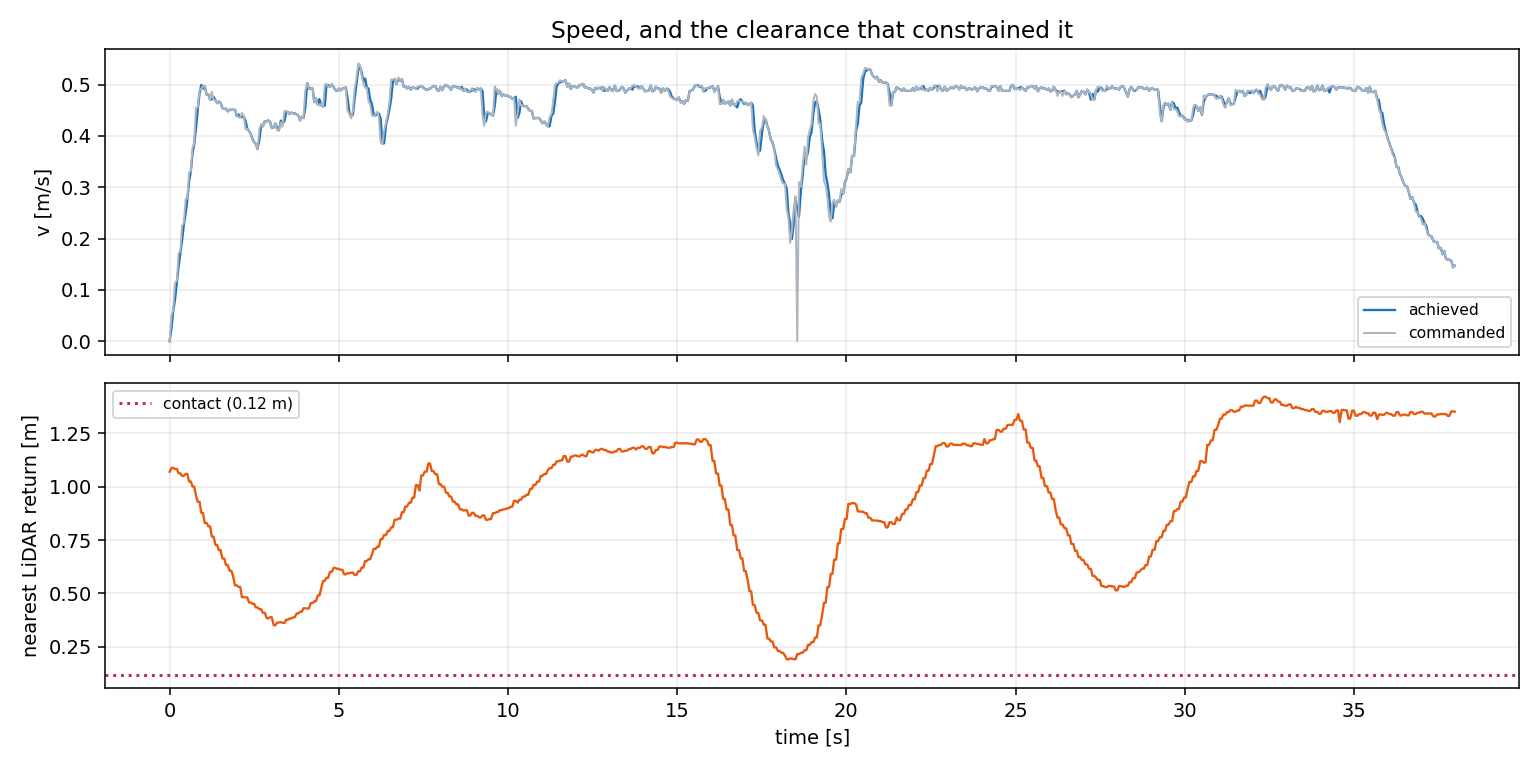 Speed, and the clearance that constrained it
v [m/s]
0.5
0.4
0.3
0.2
0.1
0.0
achieved
commanded
nearest LiDAR return [m]
1.25
1.00
0.75
0.50
0.25
contact (0.12 m)
0 5 10 15 20 25 30 35
time [s]